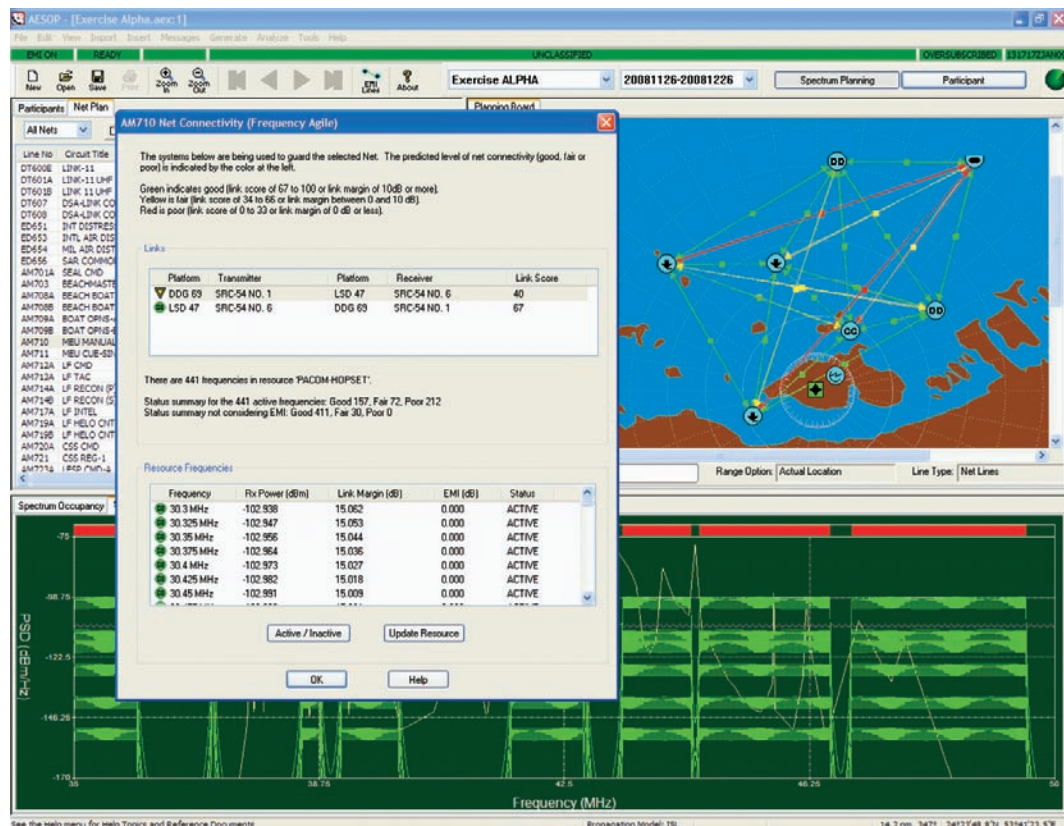 AESOP - [Exercise Alpha.aex:1]
File Edit View Import Insert Messages Generate Analyze Tools Help
EMI ON READY UNCLASSIFIED OVERSUBSCRIBED
New Open Save Print Zoom In Zoom Out EMI Lines About Exercise ALPHA 20081126-20081226 Spectrum Planning Participant
Participants Net Plan Planning Board
All Nets
Line No Circuit Title
DT600E LINK-11
DT601A LINK-11 UHF
DT601B LINK 11 UHF
DT607 DSA-LINK CO
DT608 DSA-LINK CO
ED651 INT DISTRES
ED653 INTL AIR DIS
ED654 MIL AIR DIST
ED656 SAR COMMO
AM701A SEAL CMD
AM703 BEACHMASTE
AM708A BEACH BOAT
AM708B BEACH BOAT
AM709A BOAT OPNS-
AM709B BOAT OPNS-
AM710 MEU MANUAL
AM711 MEU CUE-SIN
AM712A LF CMD
AM713A LF TAC
AM714A LF RECON (P
AM714B LF RECON (S
AM717A LF INTEL
AM719A LF HELO CNT
AM719B LF HELO CNT
AM720A CSS CMD
AM721 CSS REG-1
AM723A LFSP CMD-A
AM710 Net Connectivity (Frequency Agile)
The systems below are being used to guard the selected Net. The predicted level of net connectivity (good, fair or
poor) is indicated by the color at the left.
Green indicates good (link score of 67 to 100 or link margin of 10dB or more).
Yellow is fair (link score of 34 to 66 or link margin between 0 and 10 dB).
Red is poor (link score of 0 to 33 or link margin of 0 dB or less).
Links
Platform Transmitter Platform Receiver Link Score
DDG 69 SRC-54 NO. 1 LSD 47 SRC-54 NO. 6 40
LSD 47 SRC-54 NO. 6 DDG 69 SRC-54 NO. 1 67
There are 441 frequencies in resource 'PACOM-HOPSET'.
Status summary for the 441 active frequencies: Good 157, Fair 72, Poor 212
Status summary not considering EMI: Good 411, Fair 30, Poor 0
Resource Frequencies
Frequency Rx Power (dBm) Link Margin (dB) EMI (dB) Status
30.3 MHz -102.938 15.062 0.000 ACTIVE
30.325 MHz -102.947 15.053 0.000 ACTIVE
30.35 MHz -102.956 15.044 0.000 ACTIVE
30.375 MHz -102.964 15.036 0.000 ACTIVE
30.4 MHz -102.973 15.027 0.000 ACTIVE
30.425 MHz -102.982 15.018 0.000 ACTIVE
30.45 MHz -102.991 15.009 0.000 ACTIVE
Active / Inactive Update Resource
OK Help
DD
DD
CC
Range Option: Actual Location Line Type: Net Lines
Spectrum Occupancy
PSD (dBm/Hz)
-75
-98.75
-122.5
-146.25
-170
35 38.75 42.5 46.25 50
Frequency (MHz)
See the Help menu for Help Topics and Reference Documents Propagation Model: TSL